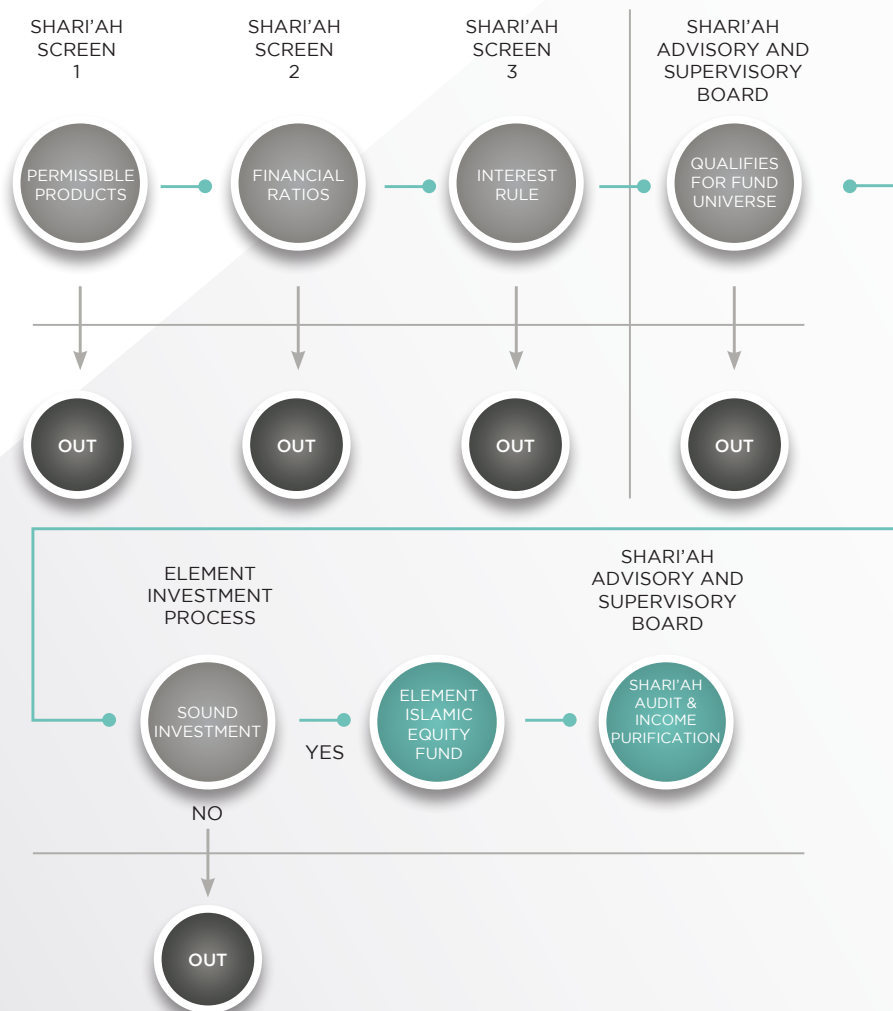 SHARI'AH
SCREEN
1
SHARI'AH
SCREEN
2
SHARI'AH
SCREEN
3
SHARI'AH
ADVISORY AND
SUPERVISORY
BOARD
PERMISSIBLE
PRODUCTS
FINANCIAL
RATIOS
INTEREST
RULE
QUALIFIES
FOR FUND
UNIVERSE
OUT
OUT
OUT
OUT
ELEMENT
INVESTMENT
PROCESS
SHARI'AH
ADVISORY AND
SUPERVISORY
BOARD
SOUND
INVESTMENT
YES
ELEMENT
ISLAMIC
EQUITY
FUND
SHARI'AH
AUDIT &
INCOME
PURIFICATION
NO
OUT